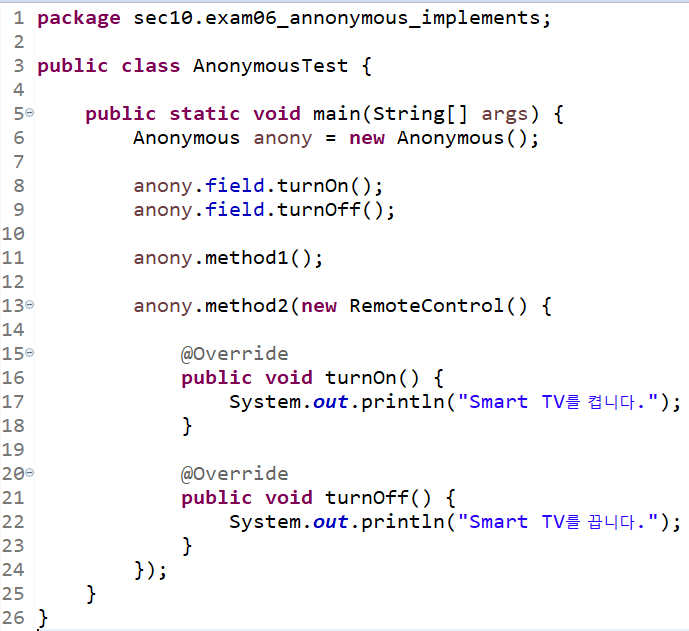 1 package sec10.exam06_annonymous_implements;
2
3 public class AnonymousTest {
4
5 public static void main(String[] args) {
6 Anonymous anony = new Anonymous();
7
8 anony.field.turnOn();
9 anony.field.turnOff();
10
11 anony.method1();
12
13 anony.method2(new RemoteControl() {
14
15 @Override
16 public void turnOn() {
17 System.out.println("Smart TV를 켭니다.");
18 }
19
20 @Override
21 public void turnOff() {
22 System.out.println("Smart TV를 끕니다.");
23 }
24 });
25 }
26 }